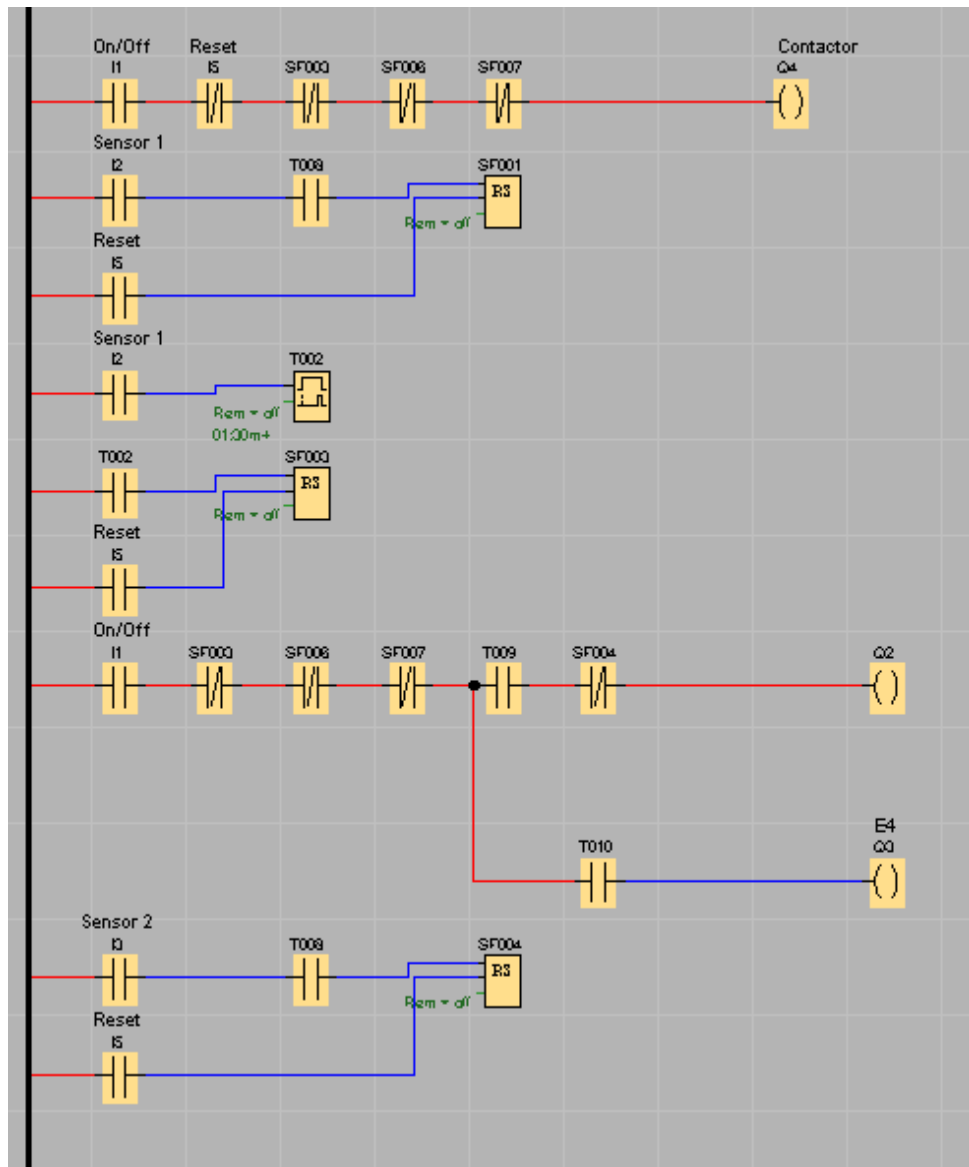 On/Off Reset Contactor
I1 I5 SF003 SF006 SF007 Q4
Sensor 1
I2 T008 SF001
RS
Rem = off
Reset
I5
Sensor 1
I2 T002
Rem = off
01:30m+
T002 SF003
RS
Rem = off
Reset
I5
On/Off
I1 SF003 SF006 SF007 T009 SF004 Q2
E4
T010 Q3
Sensor 2
I3 T008 SF004
RS
Rem = off
Reset
I5